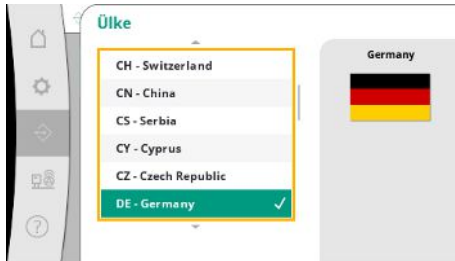 Ülke
CH - Switzerland
CN - China
CS - Serbia
CY - Cyprus
CZ - Czech Republic
DE - Germany
Germany